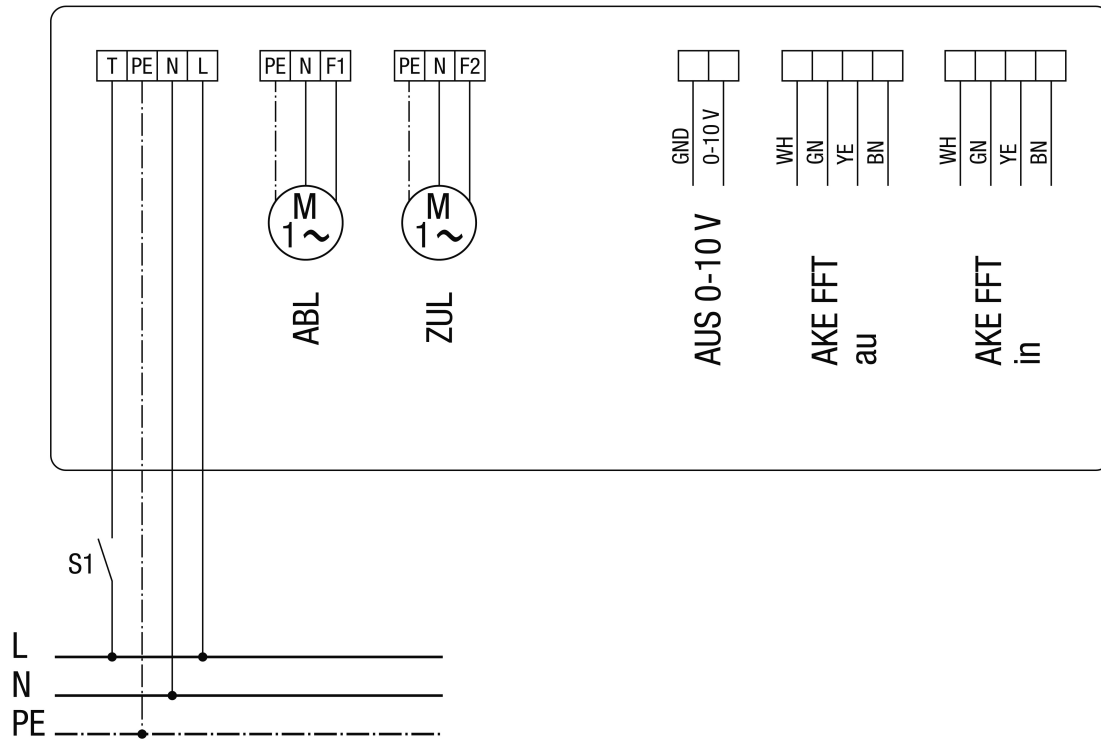 T PE N L
PE N F1
PE N F2
GND
0-10 V
WH
GN
YE
BN
WH
GN
YE
BN
M
1~
M
1~
ABL
ZUL
AUS 0-10 V
AKE FFT
au
AKE FFT
in
S1
L
N
PE